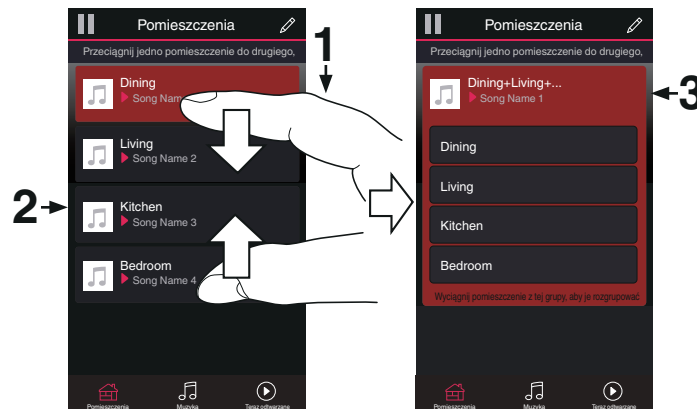 Pomieszczenia
Przeciągnij jedno pomieszczenie do drugiego,
1
Dining
Song Nam
Living
Song Name 2
2
Kitchen
Song Name 3
Bedroom
Song Name 4
Pomieszczenia
Muzyka
Teraz odtwarzane
Pomieszczenia
Przeciągnij jedno pomieszczenie do drugiego,
Dining+Living+...
Song Name 1
3
Dining
Living
Kitchen
Bedroom
Wyciągnij pomieszczenie z tej grupy, aby je rozgrupować
Pomieszczenia
Muzyka
Teraz odtwarzane